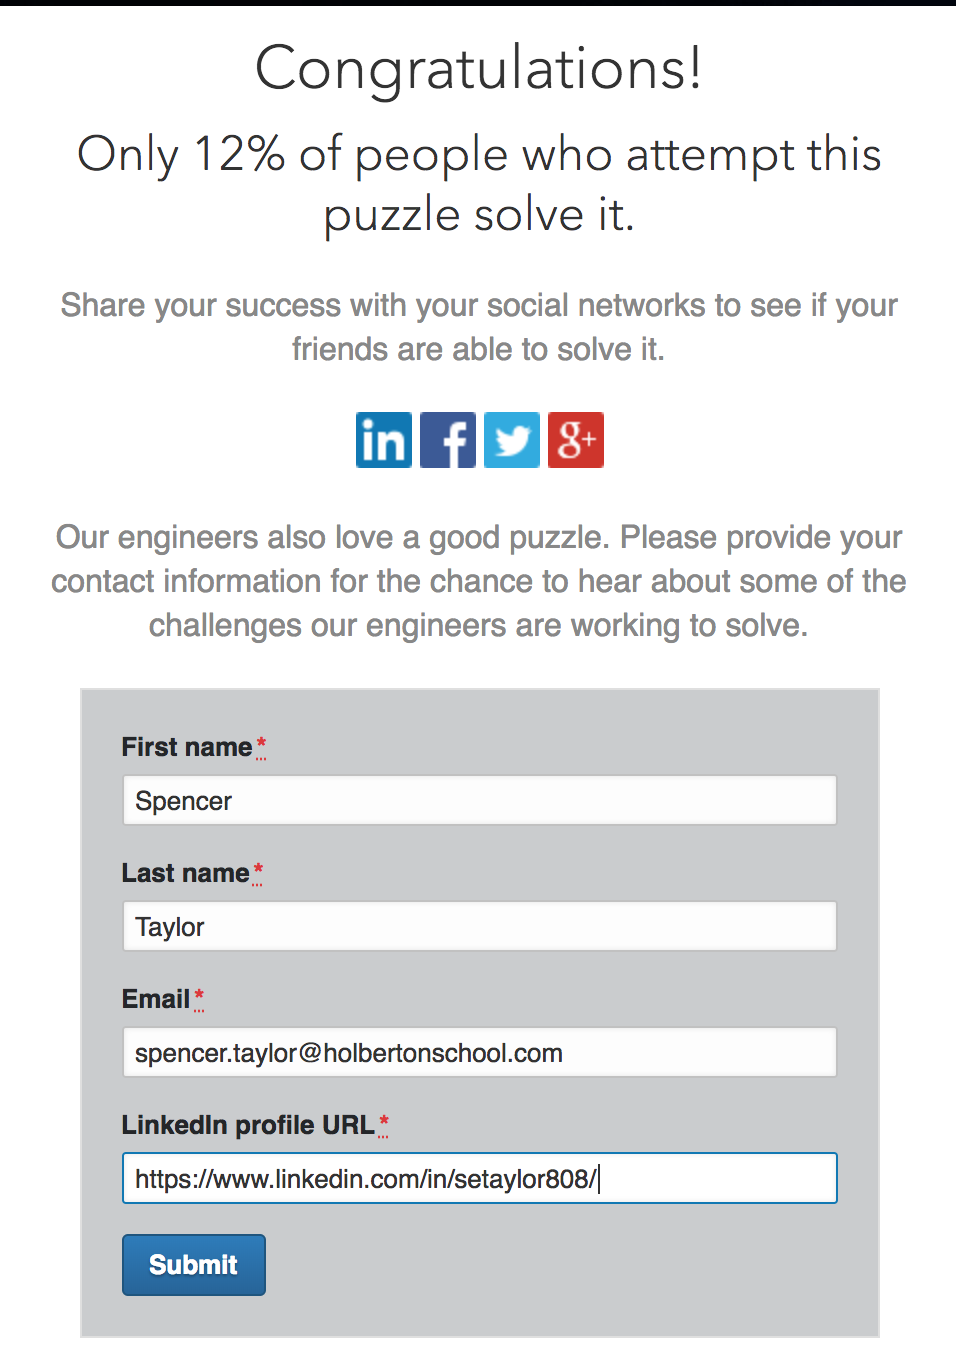 Congratulations!
Only 12% of people who attempt this
puzzle solve it.
Share your success with your social networks to see if your
friends are able to solve it.
in f g+
Our engineers also love a good puzzle. Please provide your
contact information for the chance to hear about some of the
challenges our engineers are working to solve.
First name *
Spencer
Last name *
Taylor
Email *
spencer.taylor@holbertonschool.com
LinkedIn profile URL *
https://www.linkedin.com/in/setaylor808/
Submit